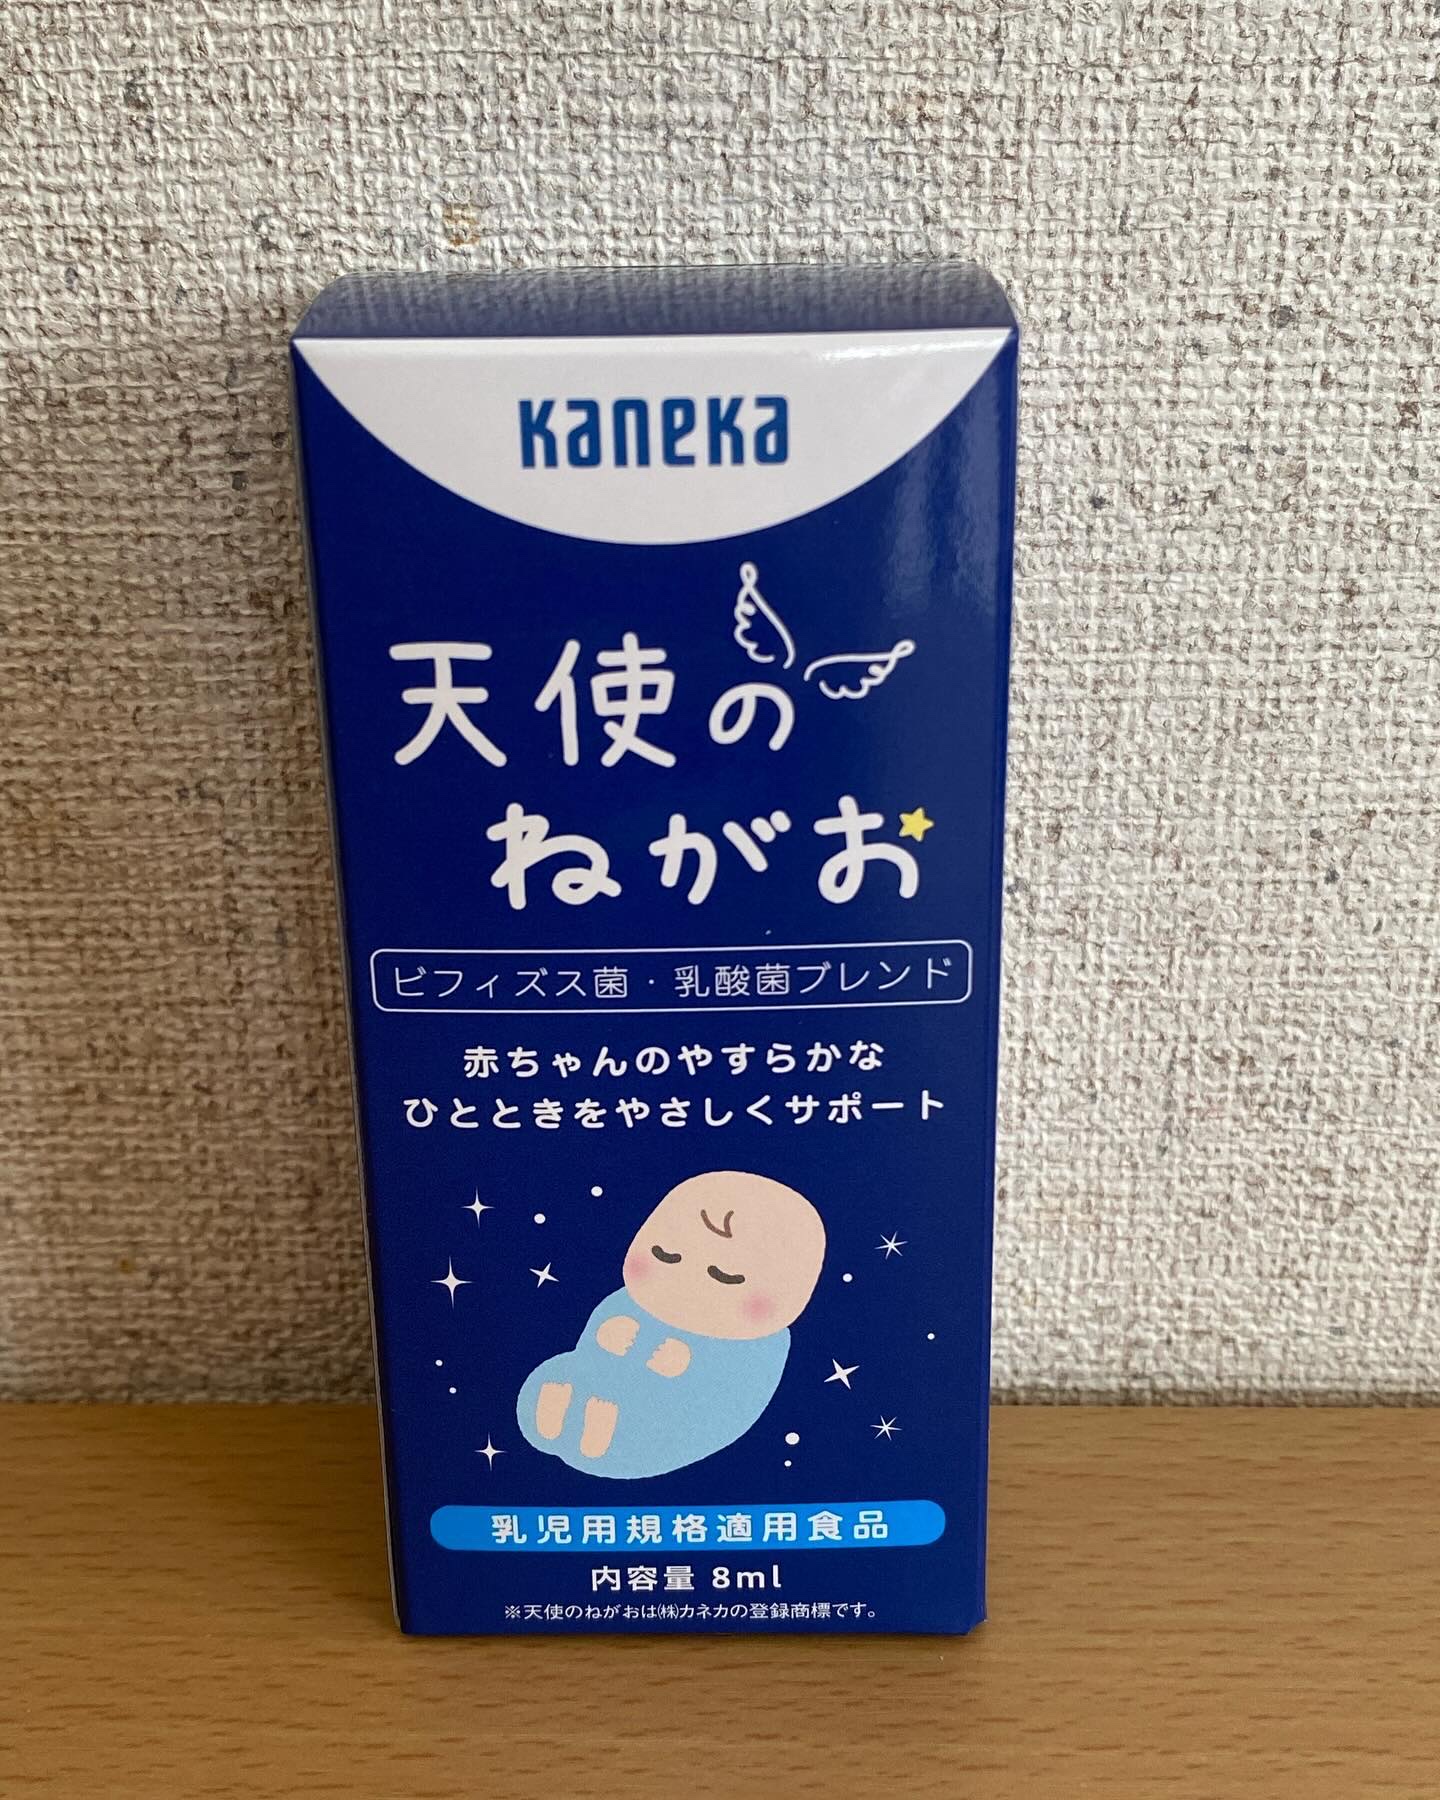 Kaneka
天使の
ねがお
ビフィズス菌・乳酸菌ブレンド
赤ちゃんのやすらかな
ひとときをやさしくサポート
乳児用規格適用食品
内容量 8ml
※天使のねがおは㈱カネカの登録商標です。